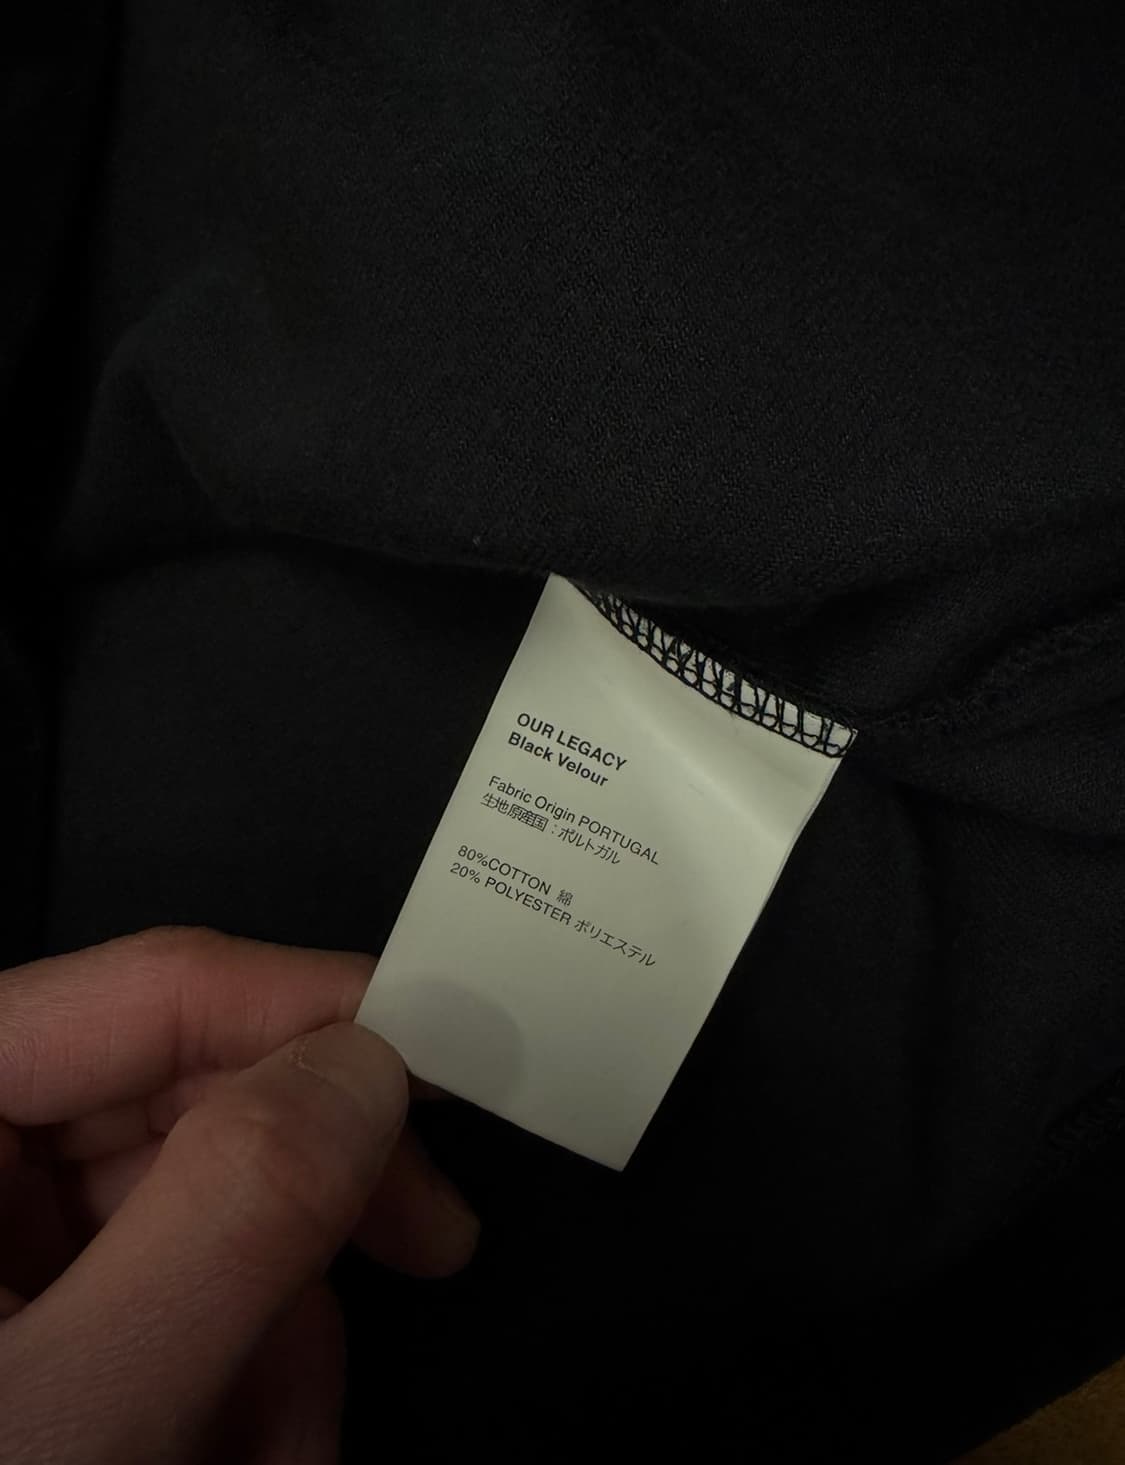 OUR LEGACY
Black Velour
Fabric Origin PORTUGAL
生地原産国：ポルトガル
80%COTTON 綿
20% POLYESTER ポリエステル